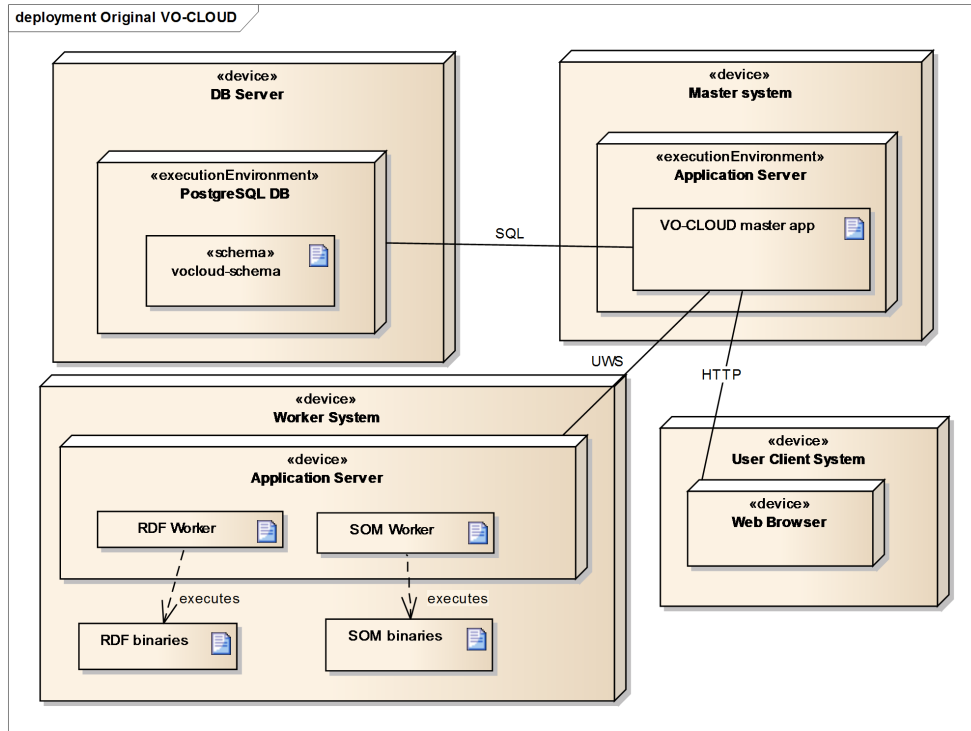 deployment Original VO-CLOUD
«device»
DB Server
«executionEnvironment»
PostgreSQL DB
«schema»
vocloud-schema
SQL
«device»
Master system
«executionEnvironment»
Application Server
VO-CLOUD master app
UWS
HTTP
«device»
Worker System
«device»
Application Server
RDF Worker
SOM Worker
executes
executes
RDF binaries
SOM binaries
«device»
User Client System
«device»
Web Browser